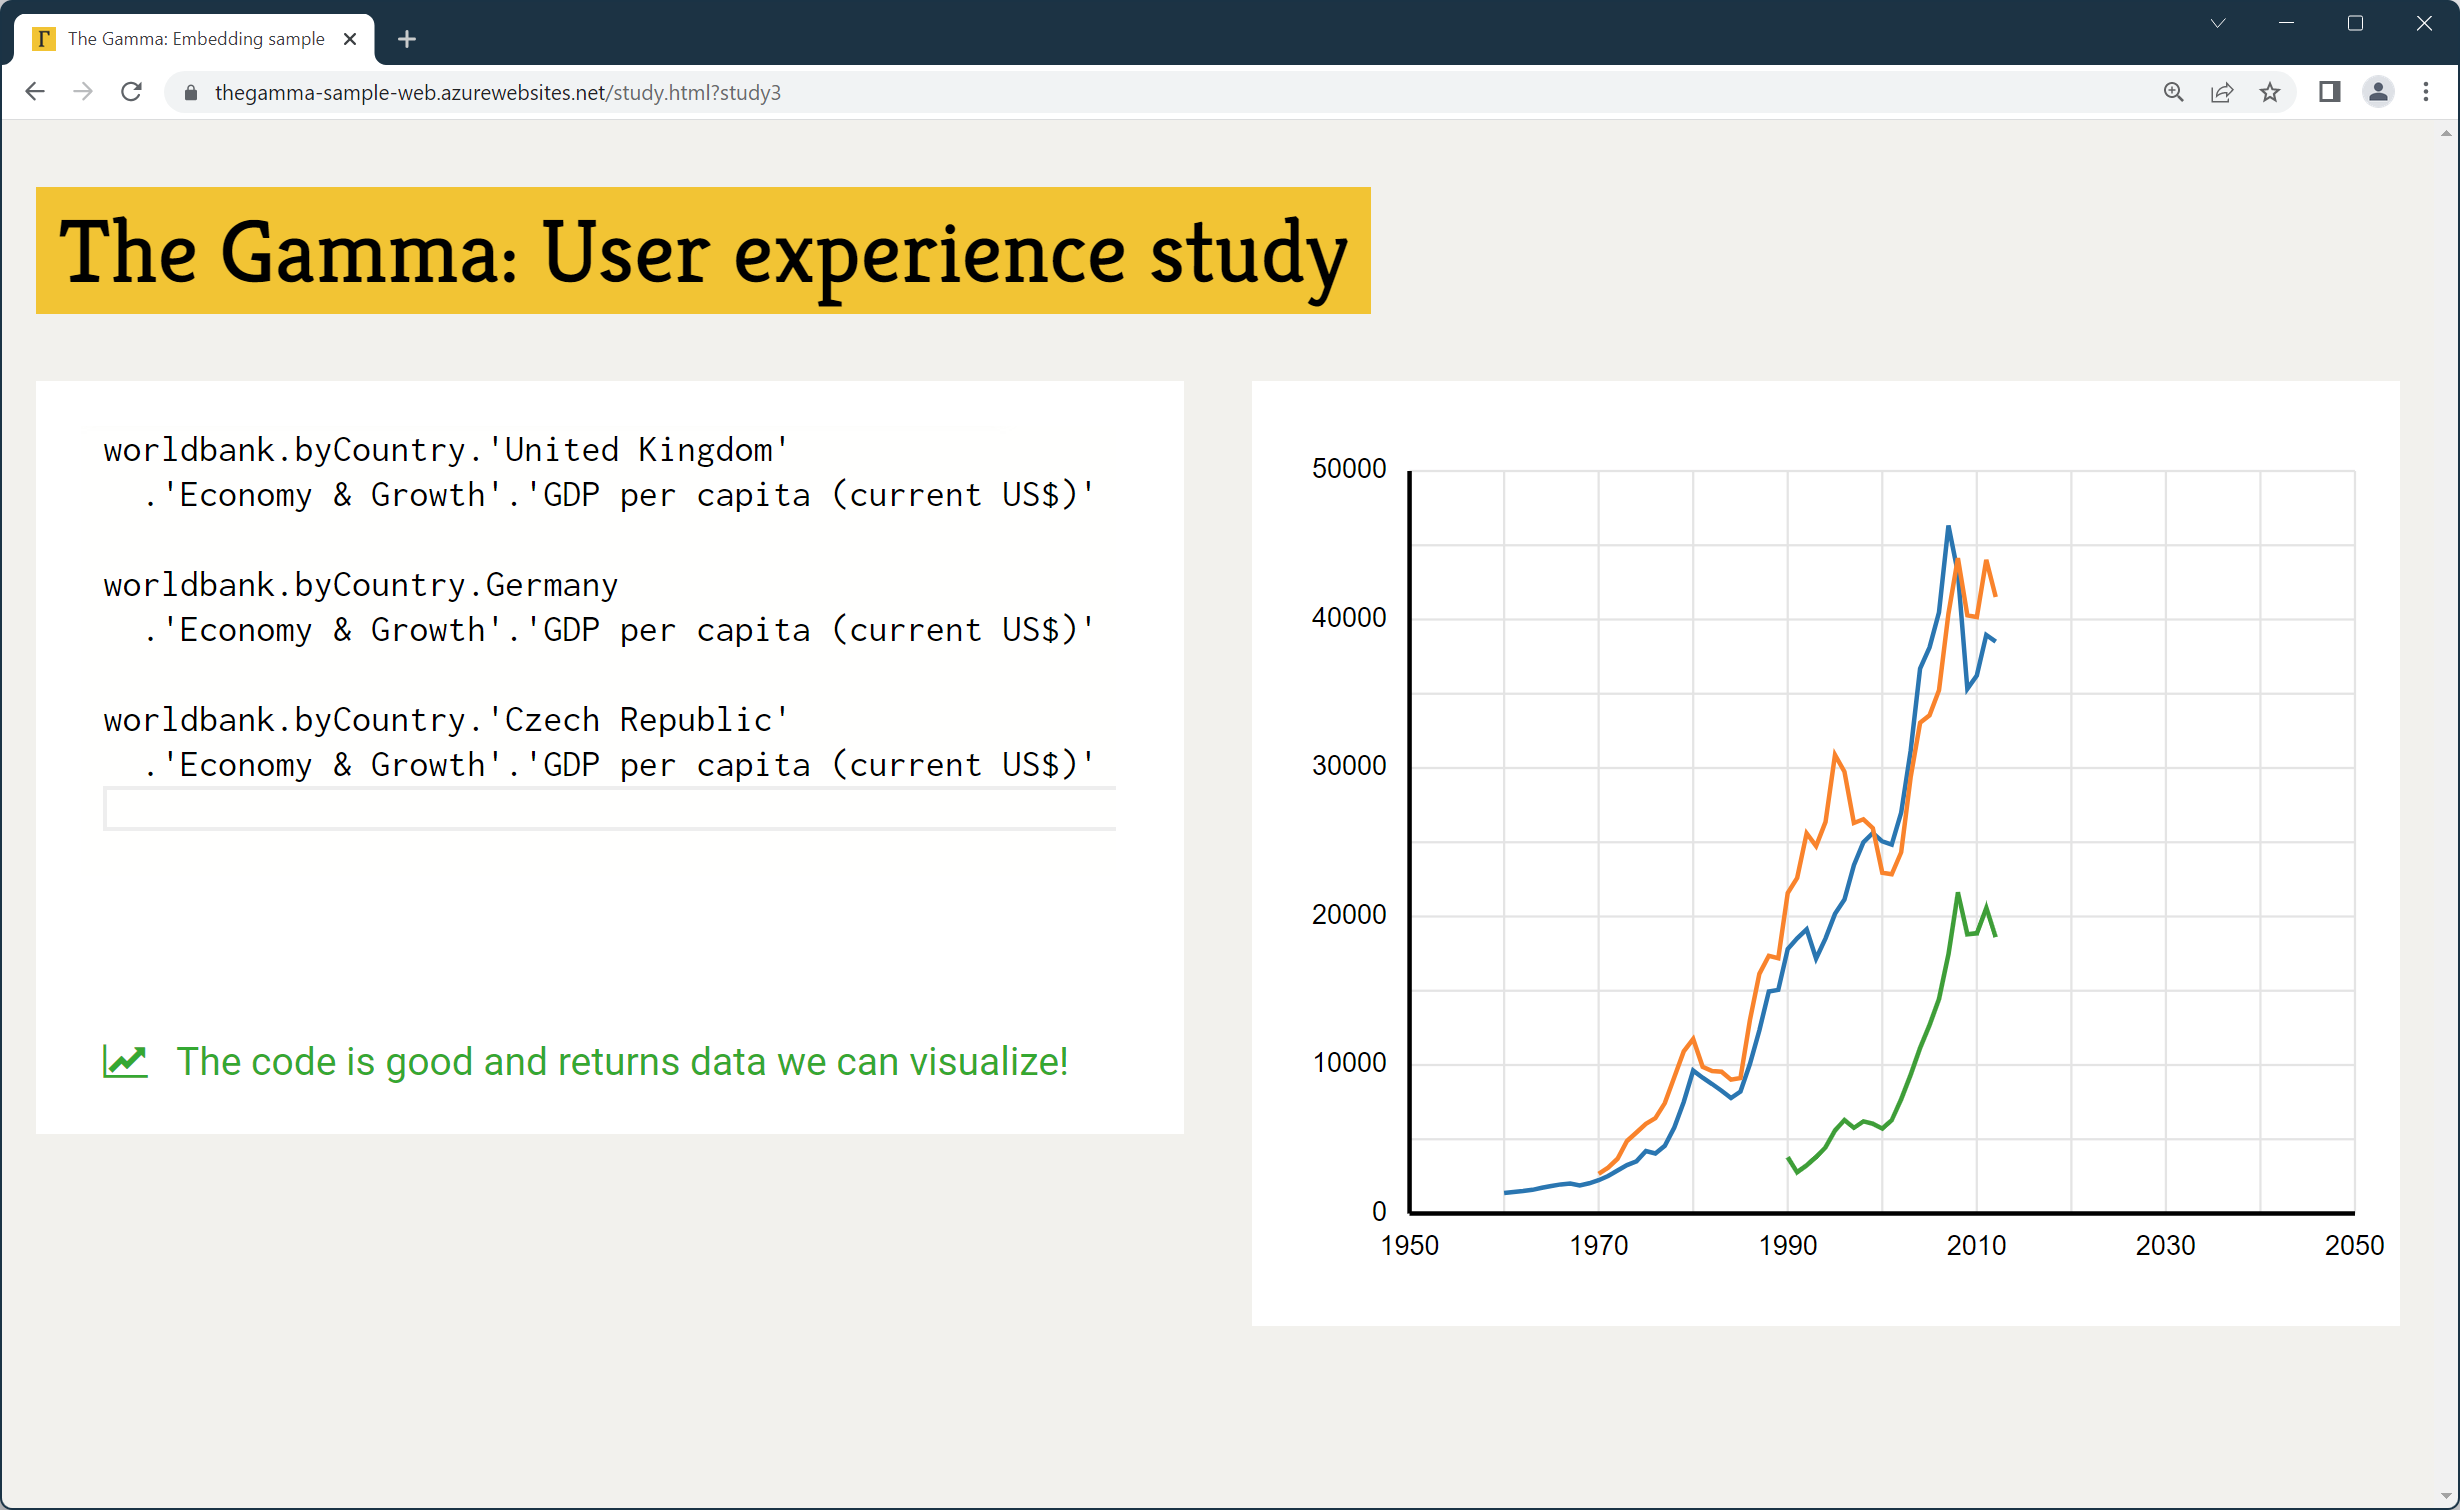 Γ The Gamma: Embedding sample
thegamma-sample-web.azurewebsites.net/study.html?study3
The Gamma: User experience study
worldbank.byCountry.'United Kingdom'
.'Economy & Growth'.'GDP per capita (current US$)'
worldbank.byCountry.Germany
.'Economy & Growth'.'GDP per capita (current US$)'
worldbank.byCountry.'Czech Republic'
.'Economy & Growth'.'GDP per capita (current US$)'
The code is good and returns data we can visualize!
50000
40000
30000
20000
10000
0
1950 1970 1990 2010 2030 2050